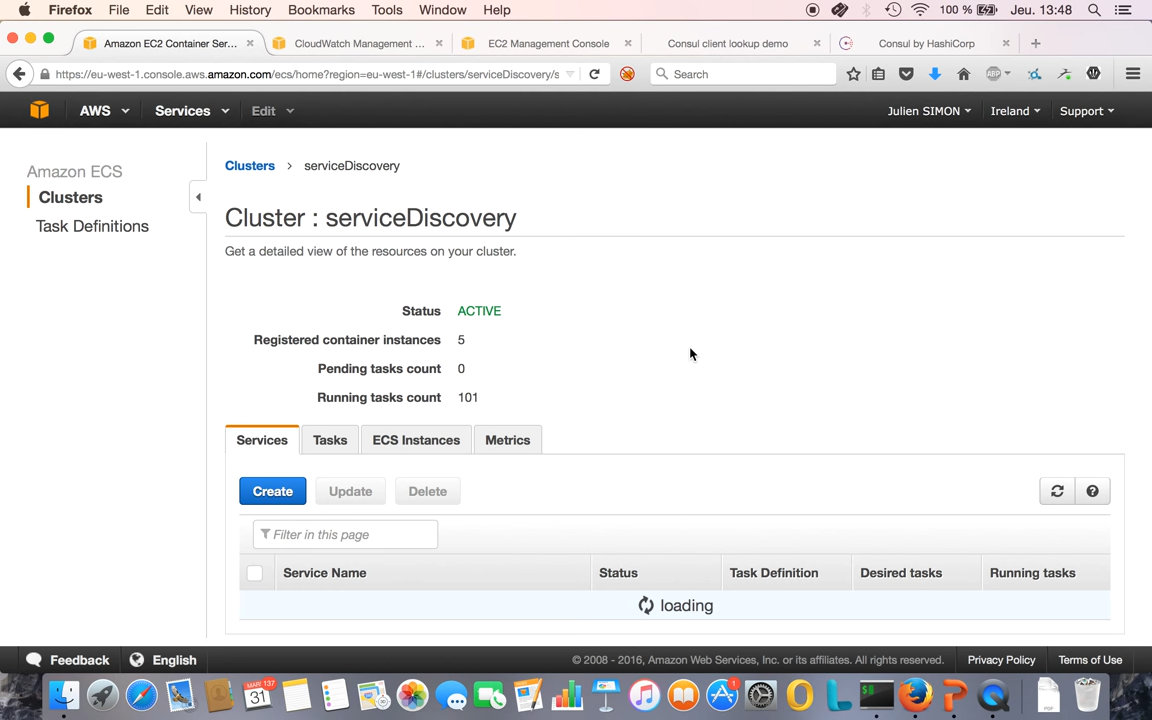 Firefox File Edit View History Bookmarks Tools Window Help 100 % Jeu. 13:48
Amazon EC2 Container Ser... CloudWatch Management ... EC2 Management Console Consul client lookup demo Consul by HashiCorp
https://eu-west-1.console.aws.amazon.com/ecs/home?region=eu-west-1#/clusters/serviceDiscovery/s Search ABP
AWS Services Edit Julien SIMON Ireland Support
Amazon ECS
Clusters
Task Definitions
Clusters > serviceDiscovery
Cluster : serviceDiscovery
Get a detailed view of the resources on your cluster.
Status ACTIVE
Registered container instances 5
Pending tasks count 0
Running tasks count 101
Services Tasks ECS Instances Metrics
Create Update Delete
Filter in this page
Service Name Status Task Definition Desired tasks Running tasks
loading
Feedback English © 2008 - 2016, Amazon Web Services, Inc. or its affiliates. All rights reserved. Privacy Policy Terms of Use
31
1
PDF